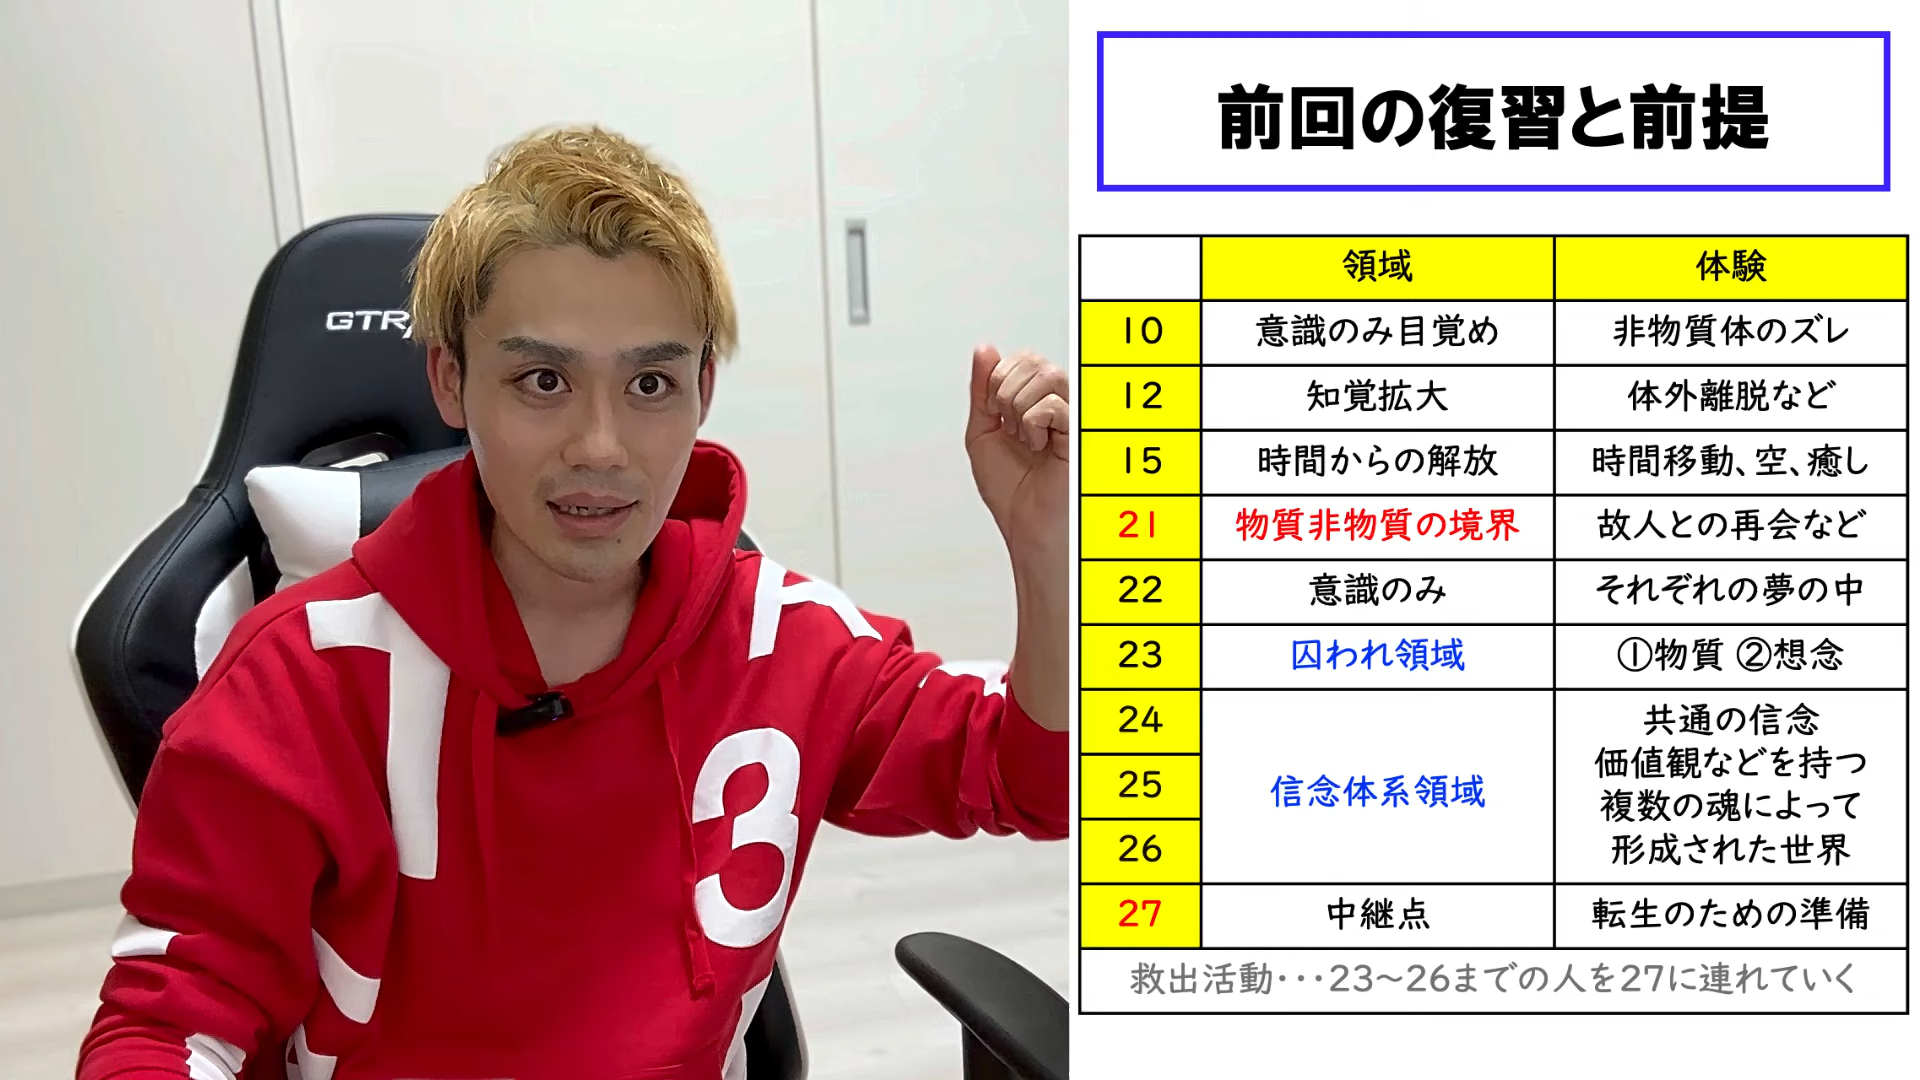 前回の復習と前提
領域 体験
10 意識のみ目覚め 非物質体のズレ
12 知覚拡大 体外離脱など
15 時間からの解放 時間移動、空、癒し
21 物質非物質の境界 故人との再会など
22 意識のみ それぞれの夢の中
23 囚われ領域 ①物質 ②想念
24
25
26
信念体系領域
共通の信念
価値観などを持つ
複数の魂によって
形成された世界
27 中継点 転生のための準備
救出活動・・・23～26までの人を27に連れていく
GTR
3